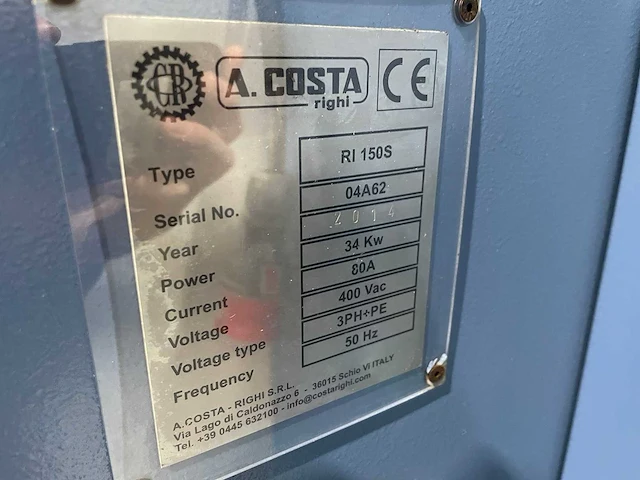 CR
A. COSTA
righi
CE
Type RI 150S
Serial No. 04A62
Year 2014
Power 34 Kw
Current 80A
Voltage 400 Vac
Voltage type 3PH+PE
Frequency 50 Hz
A.COSTA - RIGHI S.R.L.
Via Lago di Caldonazzo 6 - 36015 Schio Vi ITALY
Tel. +39 0445 632100 - info@costarighi.com